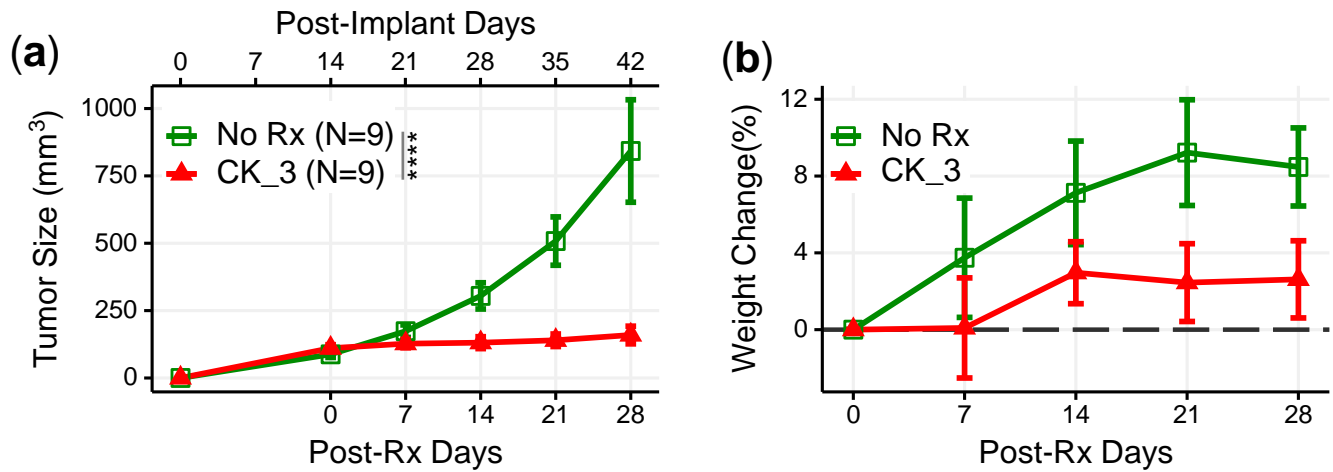 (a)
Post-Implant Days
0 7 14 21 28 35 42
Tumor Size (mm³)
1000
750
500
250
0
No Rx (N=9)
CK_3 (N=9)
****
0 7 14 21 28
Post-Rx Days
(b)
Weight Change(%)
12
8
4
0
No Rx
CK_3
0 7 14 21 28
Post-Rx Days